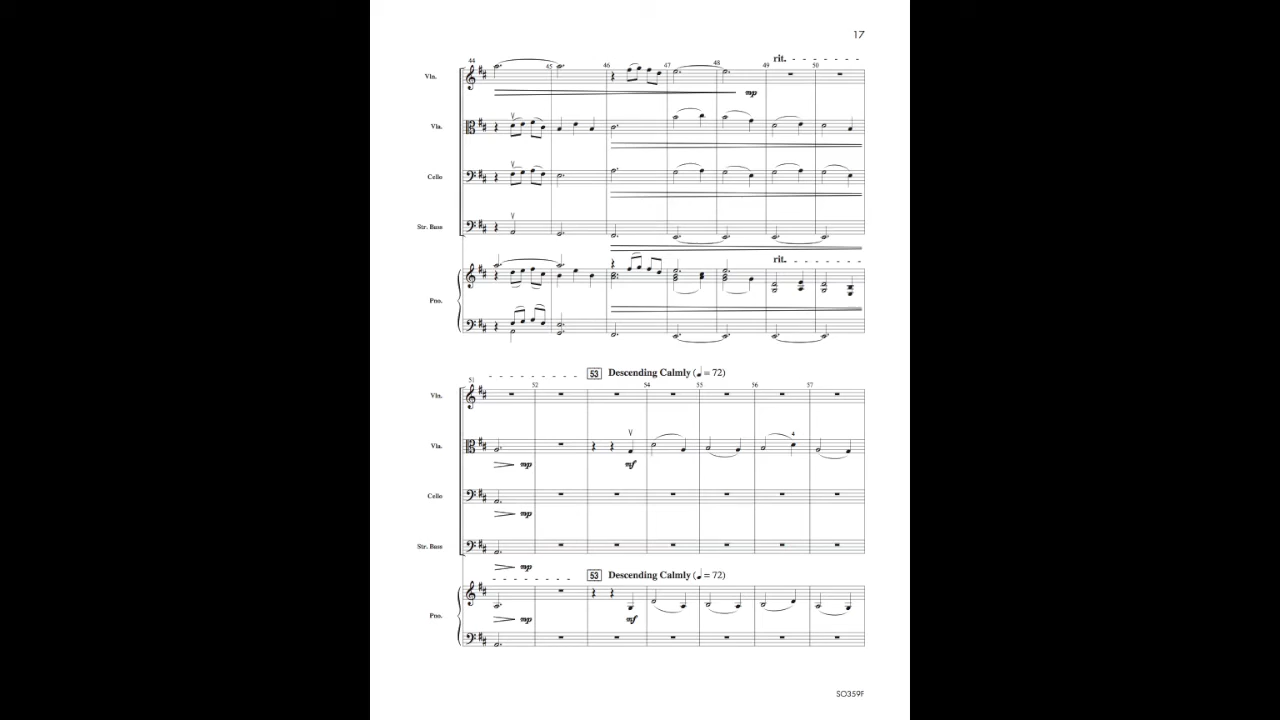 17
rit.
44 45 46 47 48 49 50
Vln.
mp
Vla.
Cello
Str. Bass
rit.
Pno.
53 Descending Calmly (♩ = 72)
51 52 54 55 56 57
Vln.
Vla.
4
mp mf
Cello
mp
Str. Bass
mp
53 Descending Calmly (♩ = 72)
Pno.
mp mf
SO359F